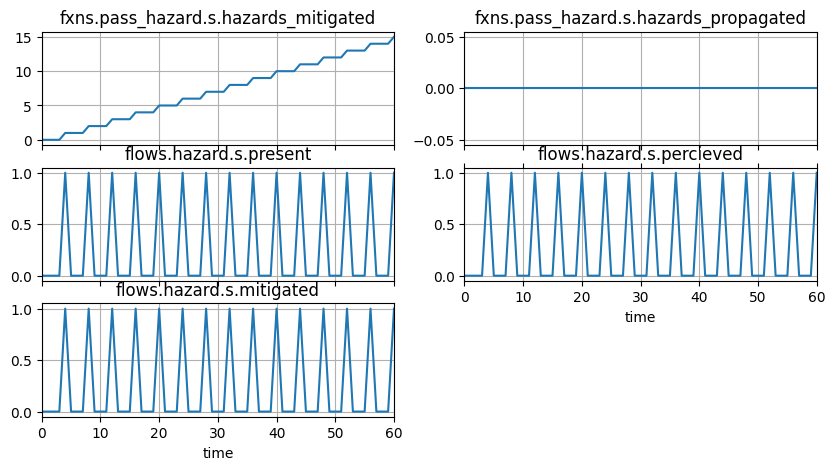 fxns.pass_hazard.s.hazards_mitigated
15
10
5
0
fxns.pass_hazard.s.hazards_propagated
0.05
0.00
−0.05
flows.hazard.s.present
1.0
0.5
0.0
flows.hazard.s.percieved
1.0
0.5
0.0
0 10 20 30 40 50 60
time
flows.hazard.s.mitigated
1.0
0.5
0.0
0 10 20 30 40 50 60
time